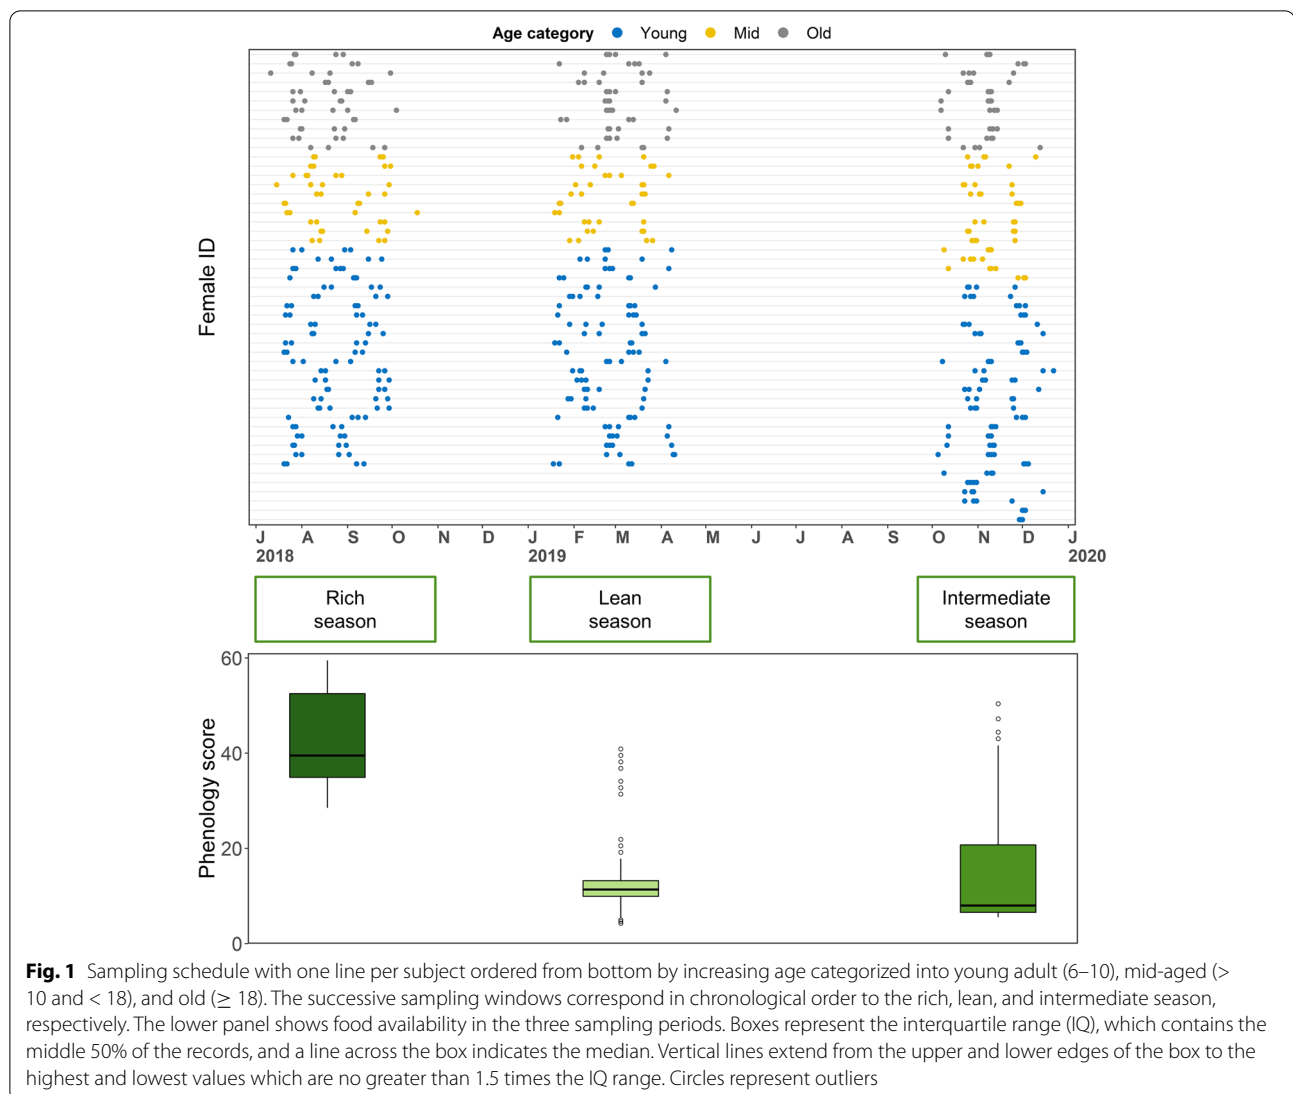 Age category Young Mid Old
Female ID
J A S O N D J F M A M J J A S O N D J
2018 2019 2020
Rich season
Lean season
Intermediate season
Phenology score
60
40
20
0
Fig. 1 Sampling schedule with one line per subject ordered from bottom by increasing age categorized into young adult (6–10), mid-aged (>
10 and < 18), and old (≥ 18). The successive sampling windows correspond in chronological order to the rich, lean, and intermediate season,
respectively. The lower panel shows food availability in the three sampling periods. Boxes represent the interquartile range (IQ), which contains the
middle 50% of the records, and a line across the box indicates the median. Vertical lines extend from the upper and lower edges of the box to the
highest and lowest values which are no greater than 1.5 times the IQ range. Circles represent outliers